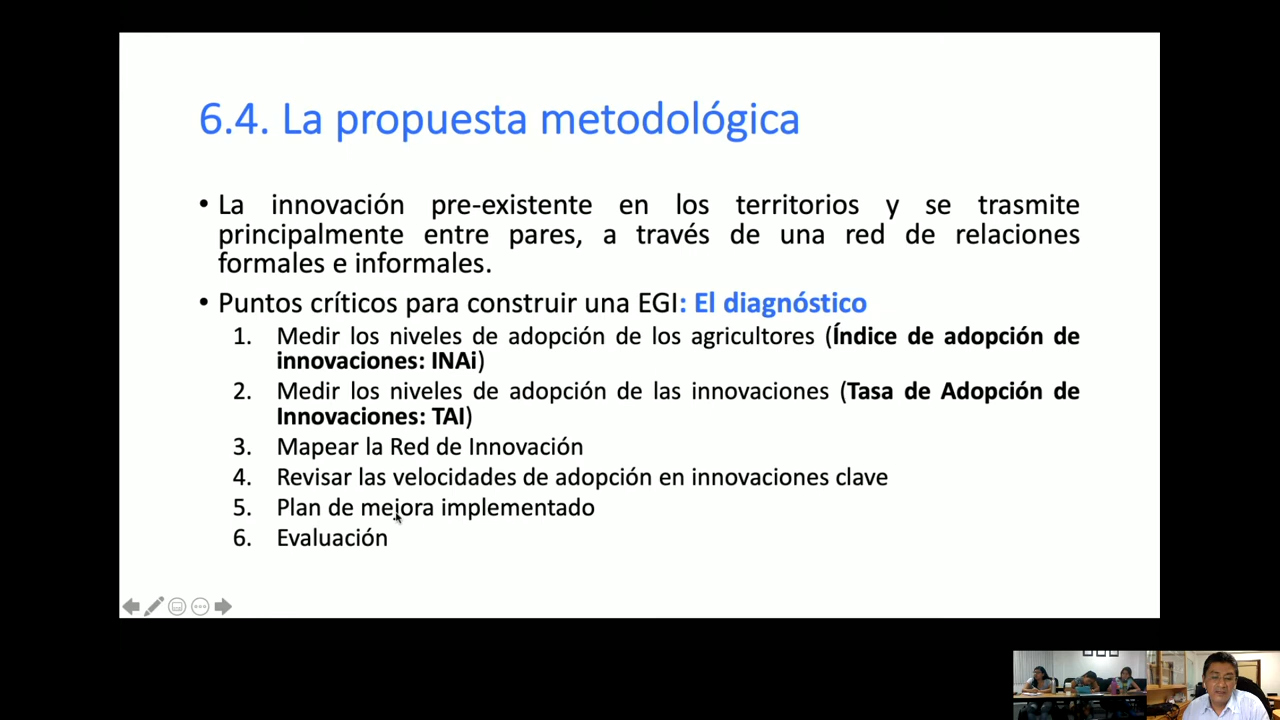 6.4. La propuesta metodológica
• La innovación pre-existente en los territorios y se trasmite
principalmente entre pares, a través de una red de relaciones
formales e informales.
• Puntos críticos para construir una EGI: El diagnóstico
1. Medir los niveles de adopción de los agricultores (Índice de adopción de
innovaciones: INAi)
2. Medir los niveles de adopción de las innovaciones (Tasa de Adopción de
Innovaciones: TAI)
3. Mapear la Red de Innovación
4. Revisar las velocidades de adopción en innovaciones clave
5. Plan de mejora implementado
6. Evaluación